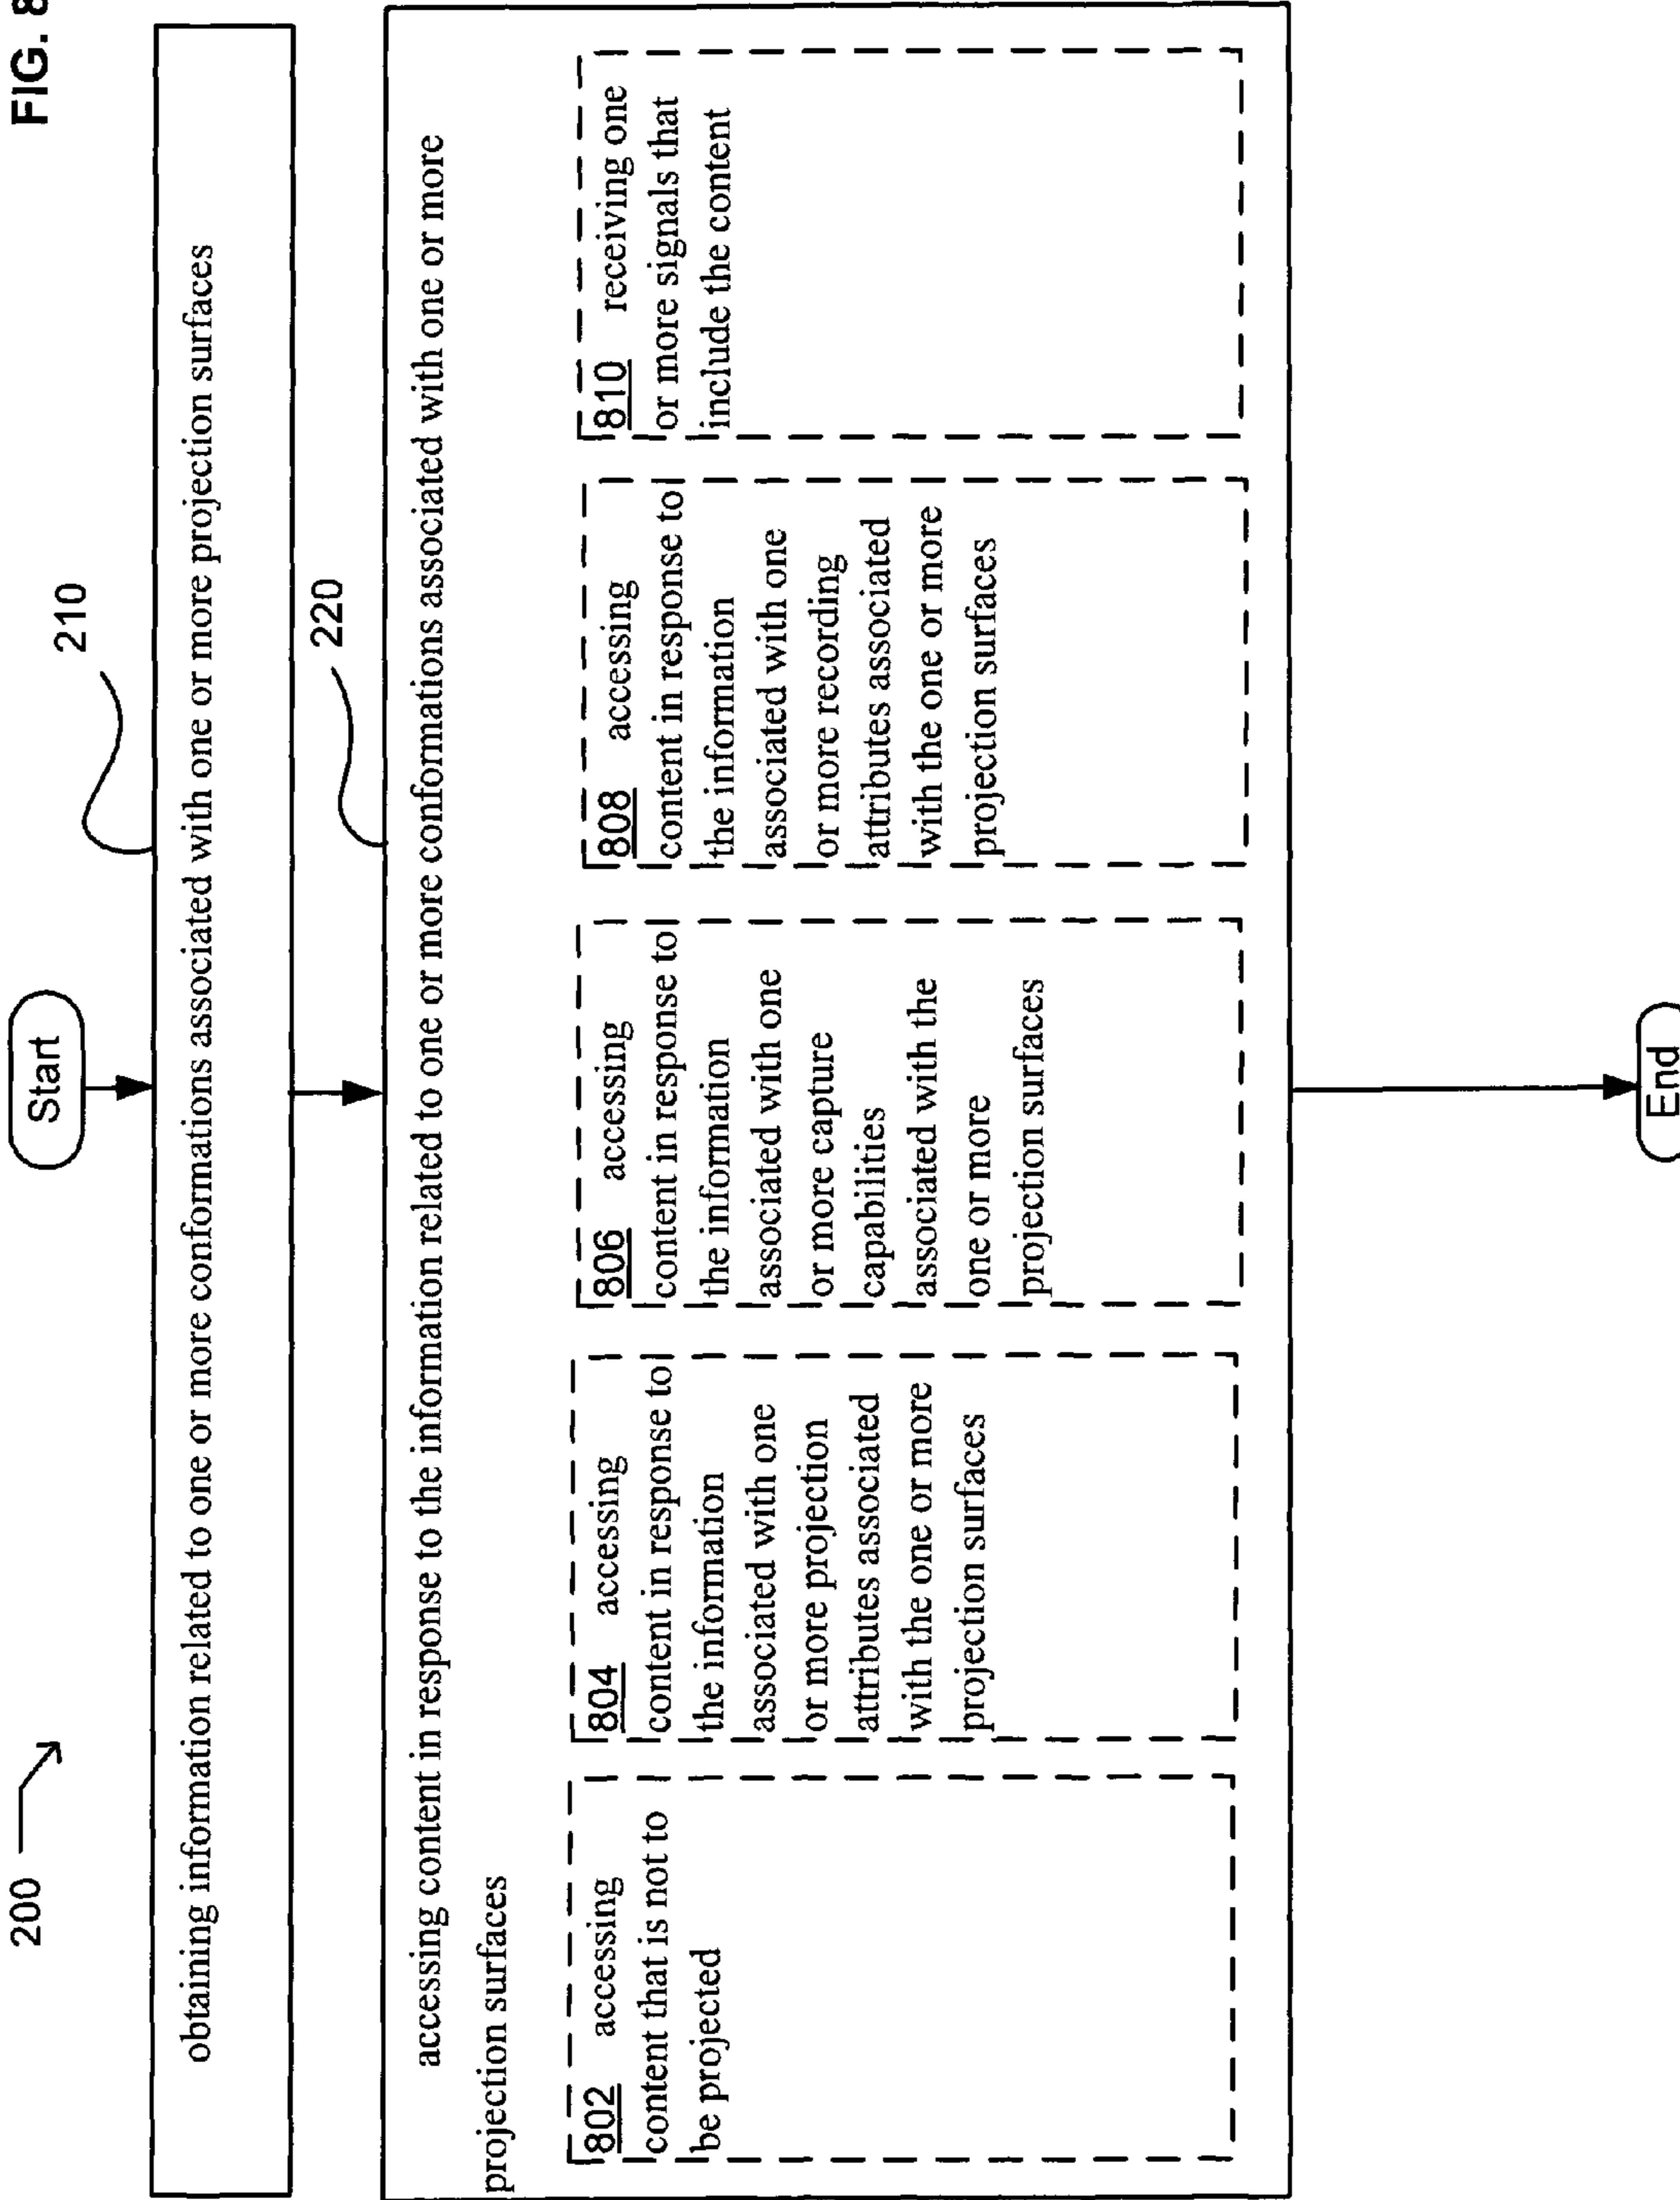 FIG. 8
200
Start
210
obtaining information related to one or more conformations associated with one or more projection surfaces
220
accessing content in response to the information related to one or more conformations associated with one or more
projection surfaces
802 accessing
content that is not to
be projected
804 accessing
content in response to
the information
associated with one
or more projection
attributes associated
with the one or more
projection surfaces
806 accessing
content in response to
the information
associated with one
or more capture
capabilities
associated with the
one or more
projection surfaces
808 accessing
content in response to
the information
associated with one
or more recording
attributes associated
with the one or more
projection surfaces
810 receiving one
or more signals that
include the content
End